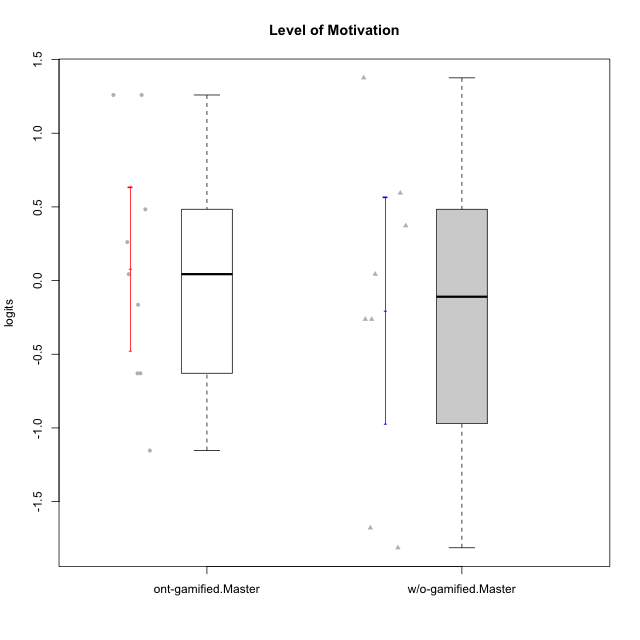 Level of Motivation
logits
1.5
1.0
0.5
0.0
-0.5
-1.0
-1.5
ont-gamified.Master
w/o-gamified.Master